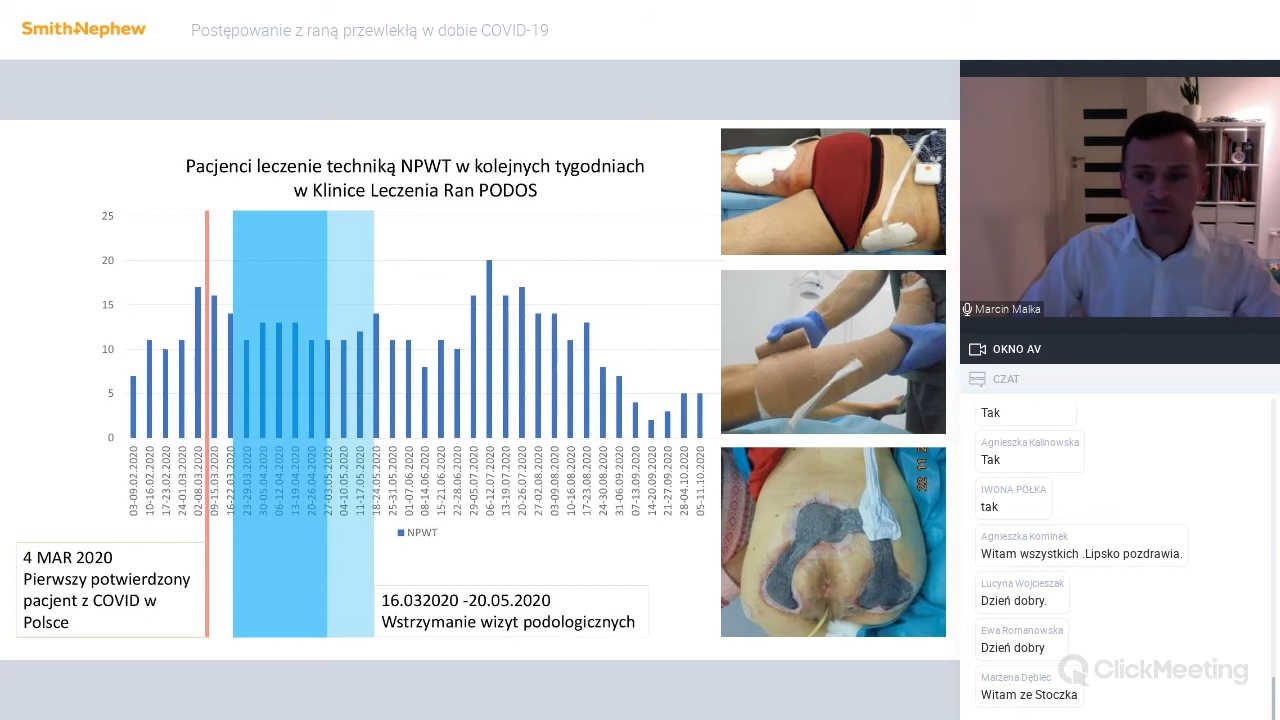 Smith+Nephew
Postępowanie z raną przewlekłą w dobie COVID-19
Pacjenci leczenie techniką NPWT w kolejnych tygodniach
w Klinice Leczenia Ran PODOS
25
20
15
10
5
0
03-09.02.2020
10-16.02.2020
17-23.02.2020
24-01.03.2020
02-08.03.2020
09-15.03.2020
16-22.03.2020
23-29.03.2020
30-05.04.2020
06-12.04.2020
13-19.04.2020
20-26.04.2020
27-03.05.2020
04-10.05.2020
11-17.05.2020
18-24.05.2020
25-31.05.2020
01-07.06.2020
08-14.06.2020
15-21.06.2020
22-28.06.2020
29-05.07.2020
06-12.07.2020
13-19.07.2020
20-26.07.2020
27-02.08.2020
03-09.08.2020
10-16.08.2020
17-23.08.2020
24-30.08.2020
31-06.09.2020
07-13.09.2020
14-20.09.2020
21-27.09.2020
28-04.10.2020
05-11.10.2020
NPWT
4 MAR 2020
Pierwszy potwierdzony
pacjent z COVID w
Polsce
16.032020 -20.05.2020
Wstrzymanie wizyt podologicznych
22 11
Marcin Malka
OKNO AV
CZAT
Tak
Agnieszka Kalinowska
Tak
IWONA PÓŁKA
tak
Agnieszka Kominek
Witam wszystkich .Lipsko pozdrawia.
Lucyna Wojcieszak
Dzień dobry.
Ewa Romanowska
Dzień dobry
Marzena Dębiec
Witam ze Stoczka
ClickMeeting